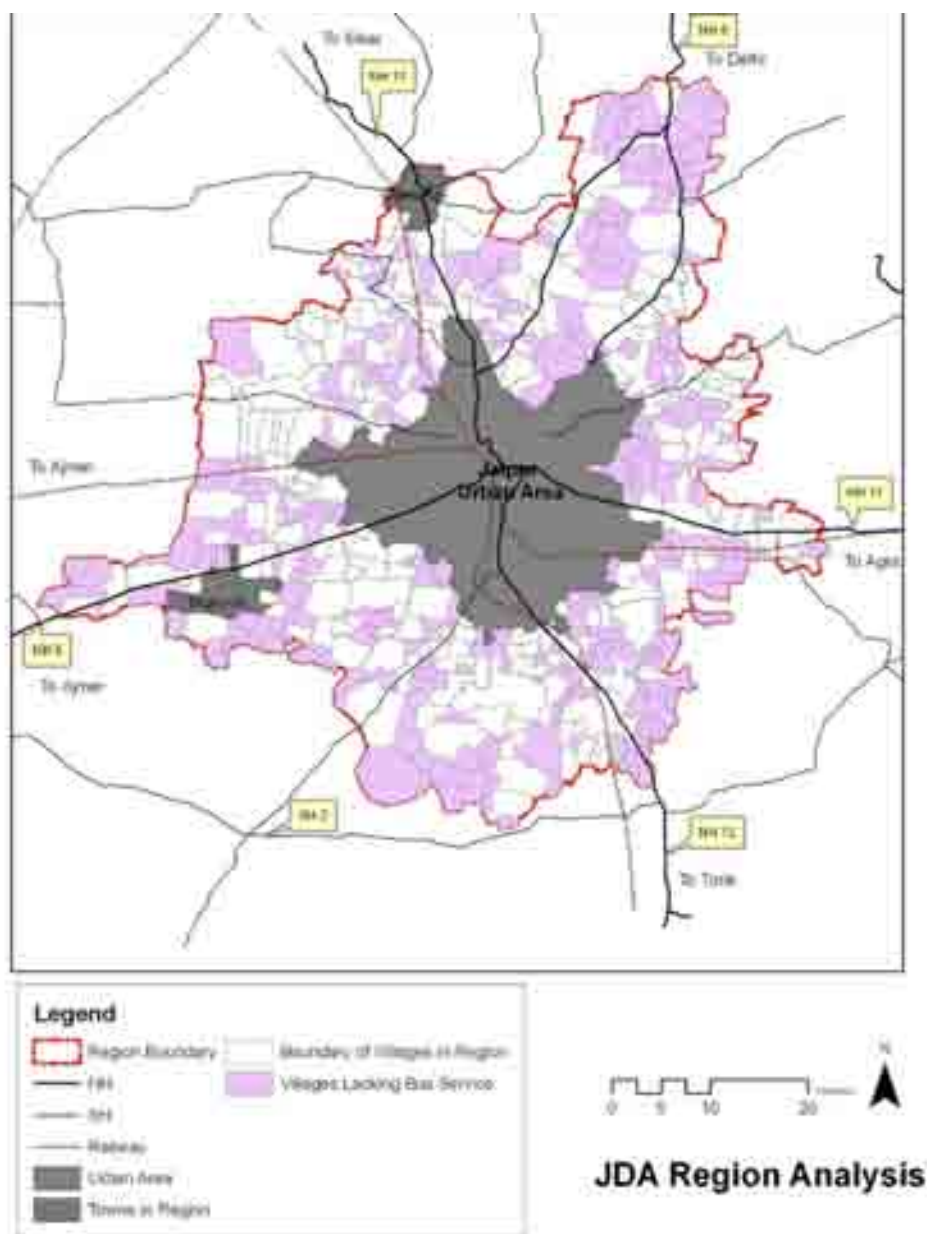 To Sikar
NH 11
NH 8
To Delhi
To Ajmer
Jaipur
Urban Area
NH 11
To Agra
NH 8
To Ajmer
NH 12
To Tonk
Legend
Region Boundary
Boundary of Villages in Region
NH
Villages Lacking Bus Service
SH
Railway
Urban Area
Towns in Region
N
0 5 10 20
JDA Region Analysis